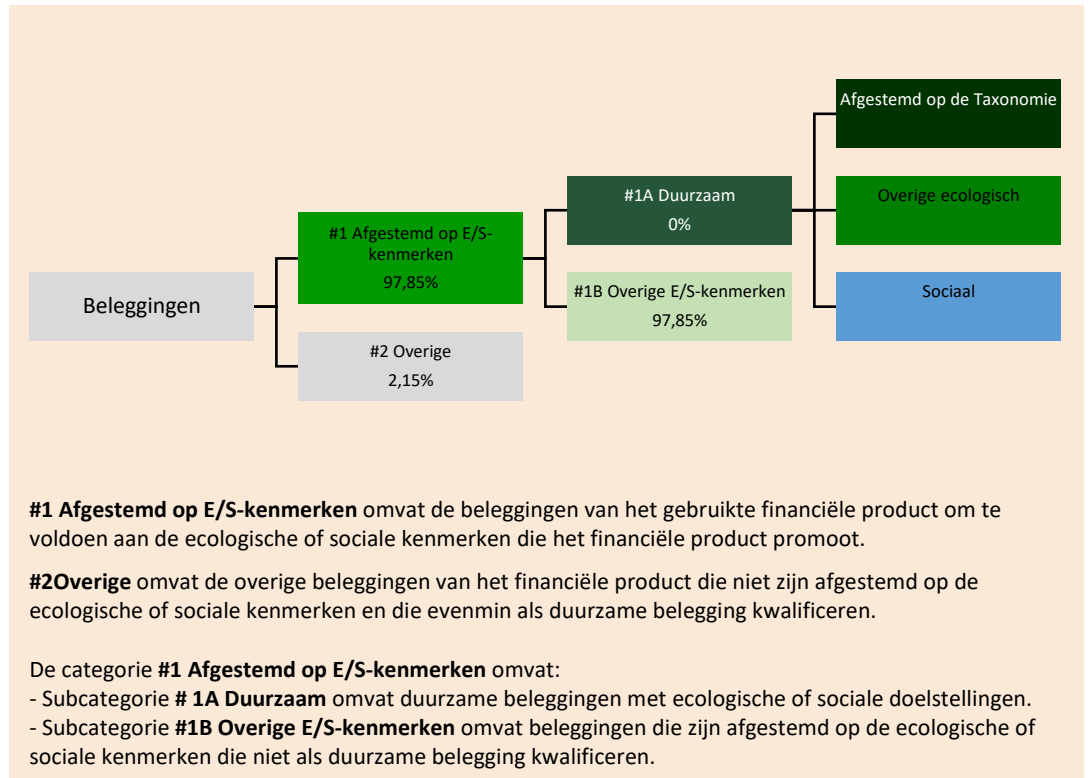 Beleggingen
#1 Afgestemd op E/S-
kenmerken
97,85%
#2 Overige
2,15%
#1A Duurzaam
0%
#1B Overige E/S-kenmerken
97,85%
Afgestemd op de Taxonomie
Overige ecologisch
Sociaal
#1 Afgestemd op E/S-kenmerken omvat de beleggingen van het gebruikte financiële product om te
voldoen aan de ecologische of sociale kenmerken die het financiële product promoot.
#2Overige omvat de overige beleggingen van het financiële product die niet zijn afgestemd op de
ecologische of sociale kenmerken en die evenmin als duurzame belegging kwalificeren.
De categorie #1 Afgestemd op E/S-kenmerken omvat:
- Subcategorie # 1A Duurzaam omvat duurzame beleggingen met ecologische of sociale doelstellingen.
- Subcategorie #1B Overige E/S-kenmerken omvat beleggingen die zijn afgestemd op de ecologische of
sociale kenmerken die niet als duurzame belegging kwalificeren.